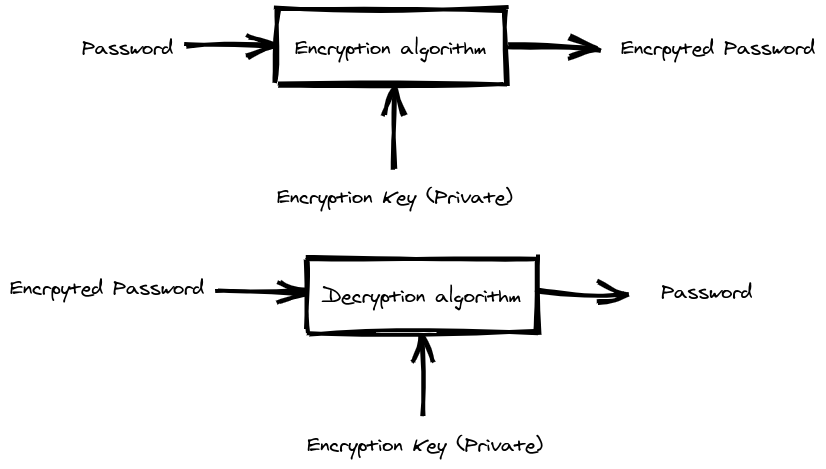 Password
Encryption algorithm
Encrpyted Password
Encryption Key (Private)
Encrpyted Password
Decryption algorithm
Password
Encryption Key (Private)